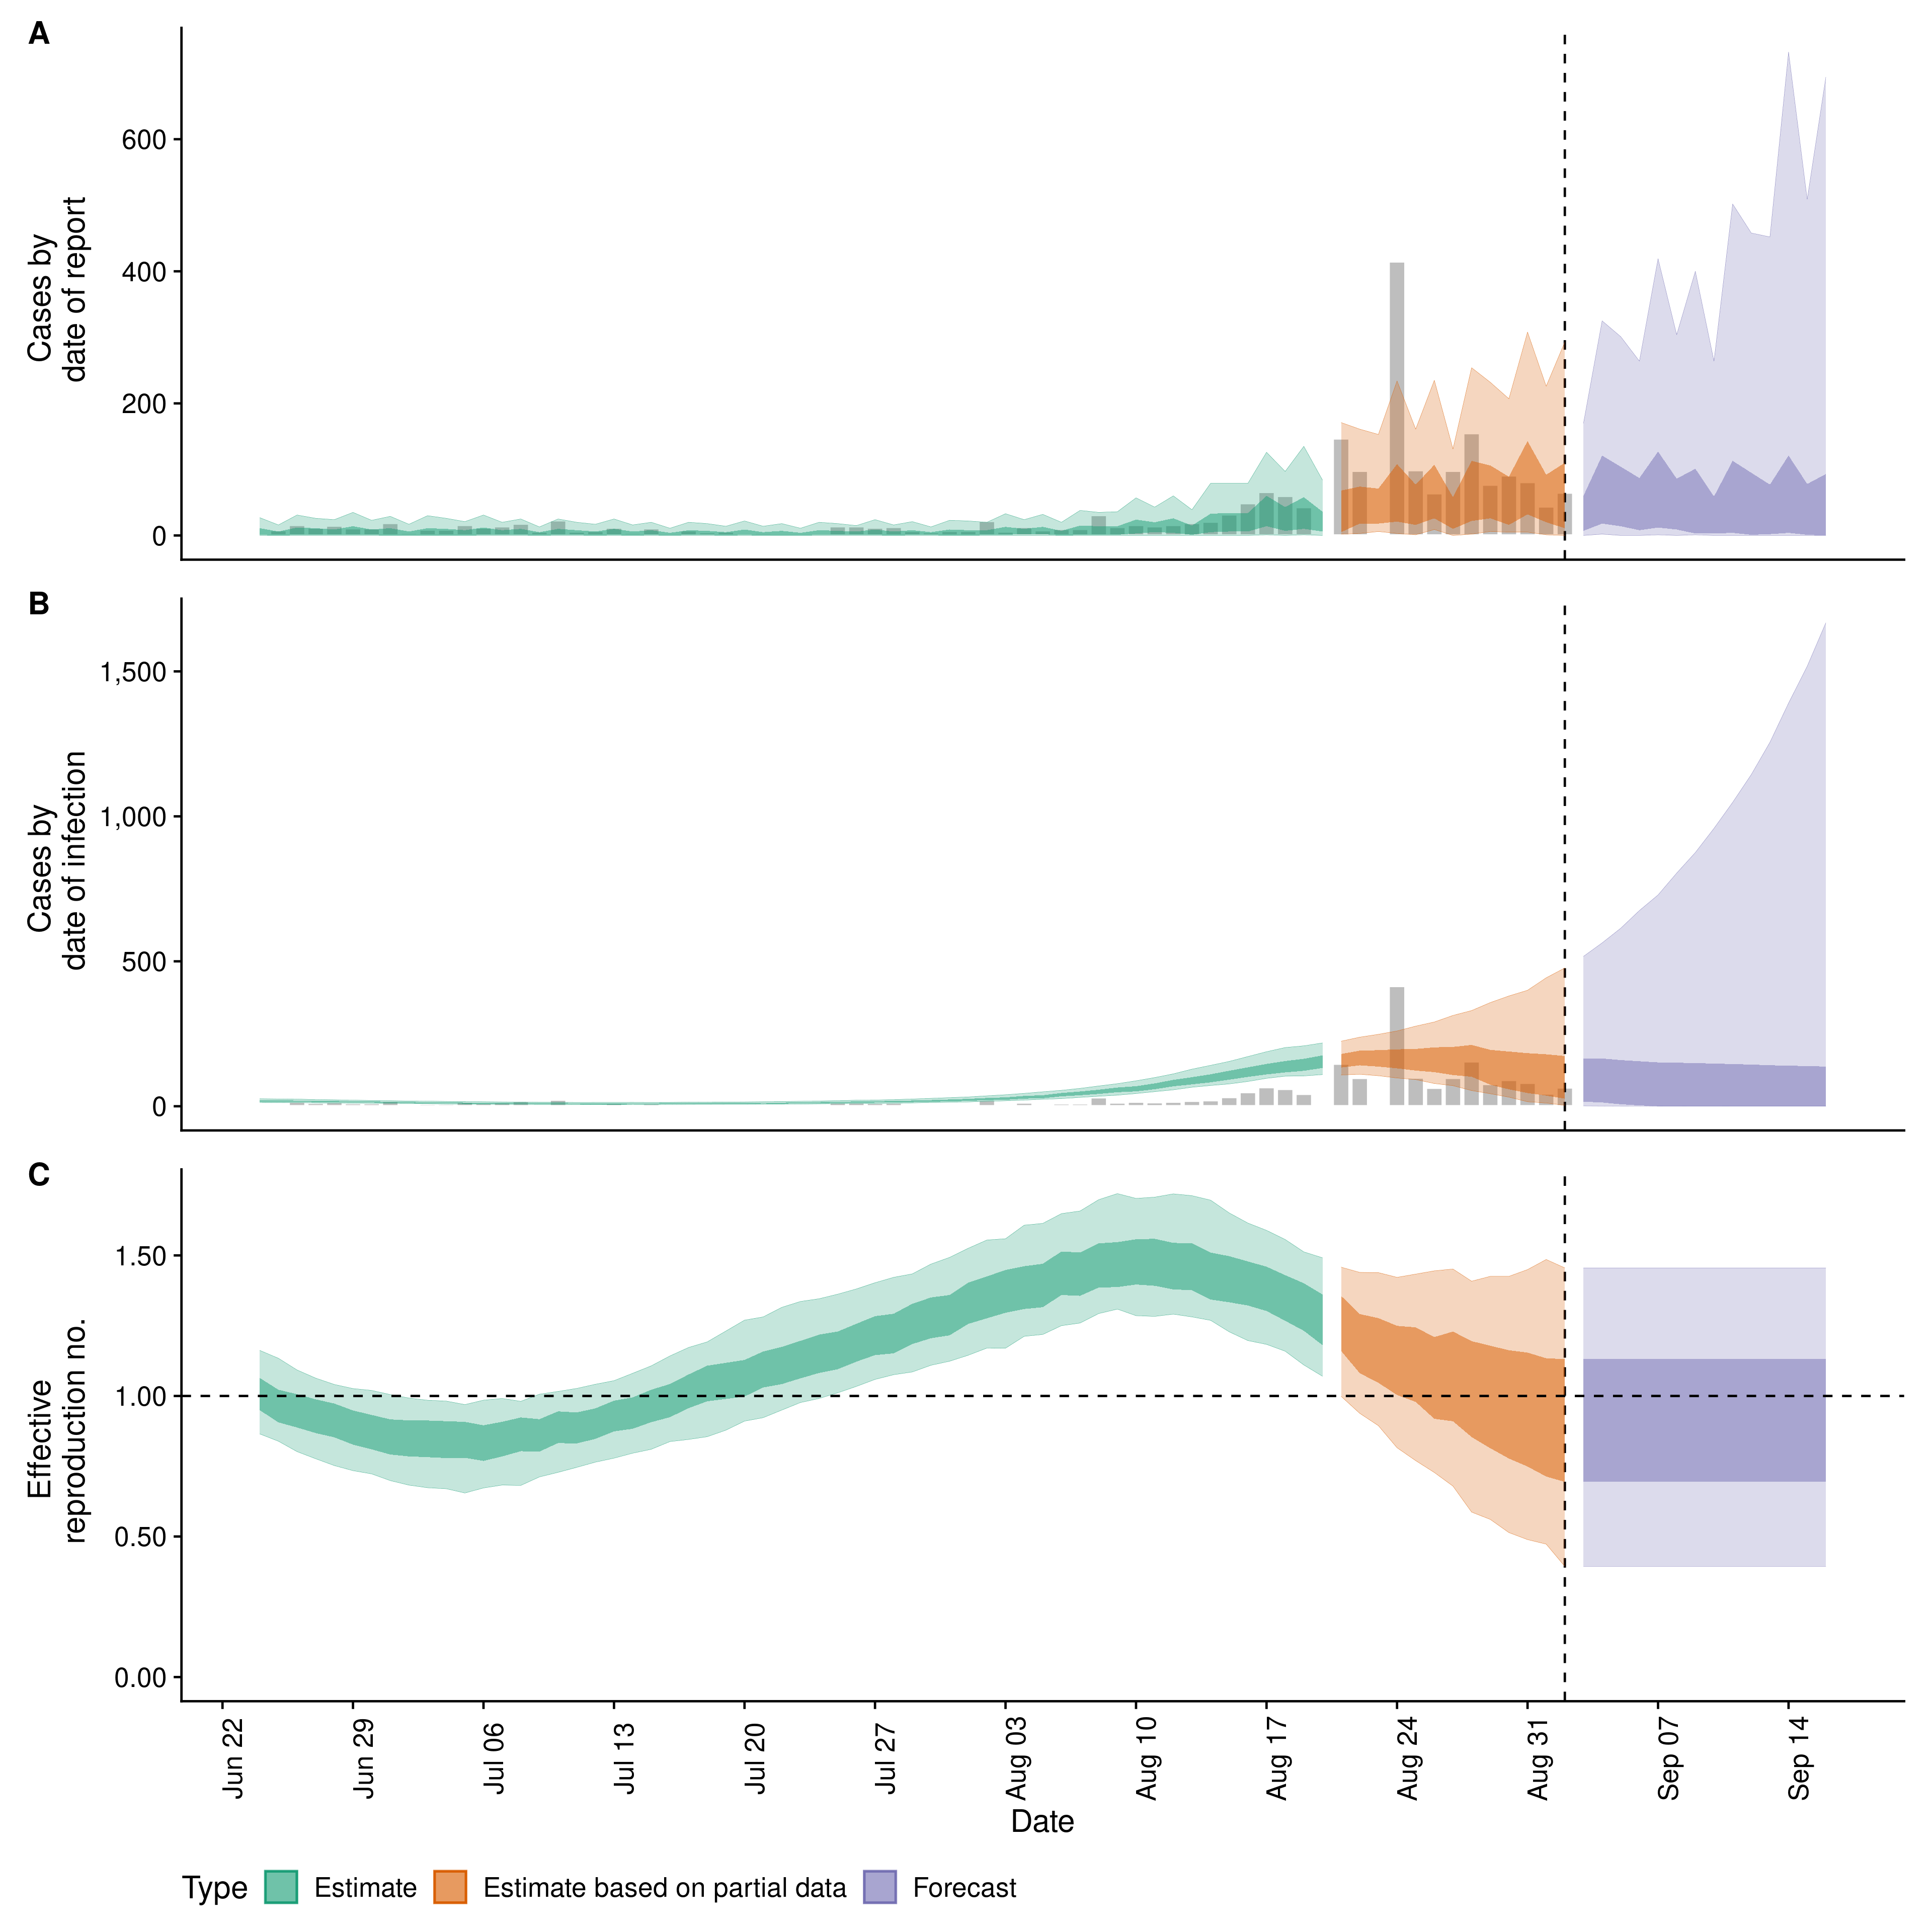 A
Cases by
date of report
600
400
200
0
B
Cases by
date of infection
1,500
1,000
500
0
C
Effective
reproduction no.
1.50
1.00
0.50
0.00
Jun 22
Jun 29
Jul 06
Jul 13
Jul 20
Jul 27
Aug 03
Aug 10
Aug 17
Aug 24
Aug 31
Sep 07
Sep 14
Date
Type
Estimate
Estimate based on partial data
Forecast